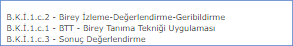 B.K.İ.1.c.2 - Birey İzleme-Değerlendirme-Geribildirme
B.K.İ.1.c.1 - BTT - Birey Tanıma Tekniği Uygulaması
B.K.İ.1.c.3 - Sonuç Değerlendirme